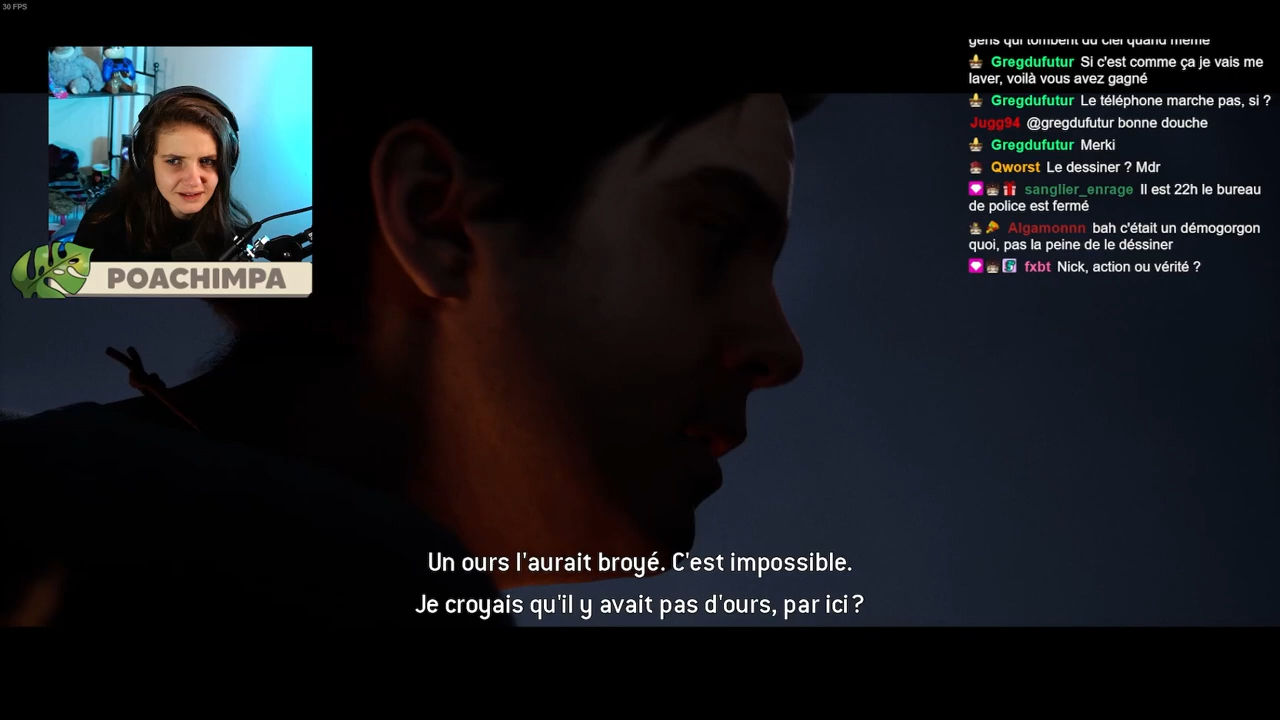 30 FPS
gens qui tombent du ciel quand même
Gregdufutur Si c'est comme ça je vais me
laver, voilà vous avez gagné
Gregdufutur Le téléphone marche pas, si ?
Jugg94 @gregdufutur bonne douche
Gregdufutur Merki
Qworst Le dessiner ? Mdr
sanglier_enrage Il est 22h le bureau
de police est fermé
Algamonnn bah c'était un démogorgon
quoi, pas la peine de le déssiner
fxbt Nick, action ou vérité ?
POACHIMPA
Un ours l'aurait broyé. C'est impossible.
Je croyais qu'il y avait pas d'ours, par ici ?